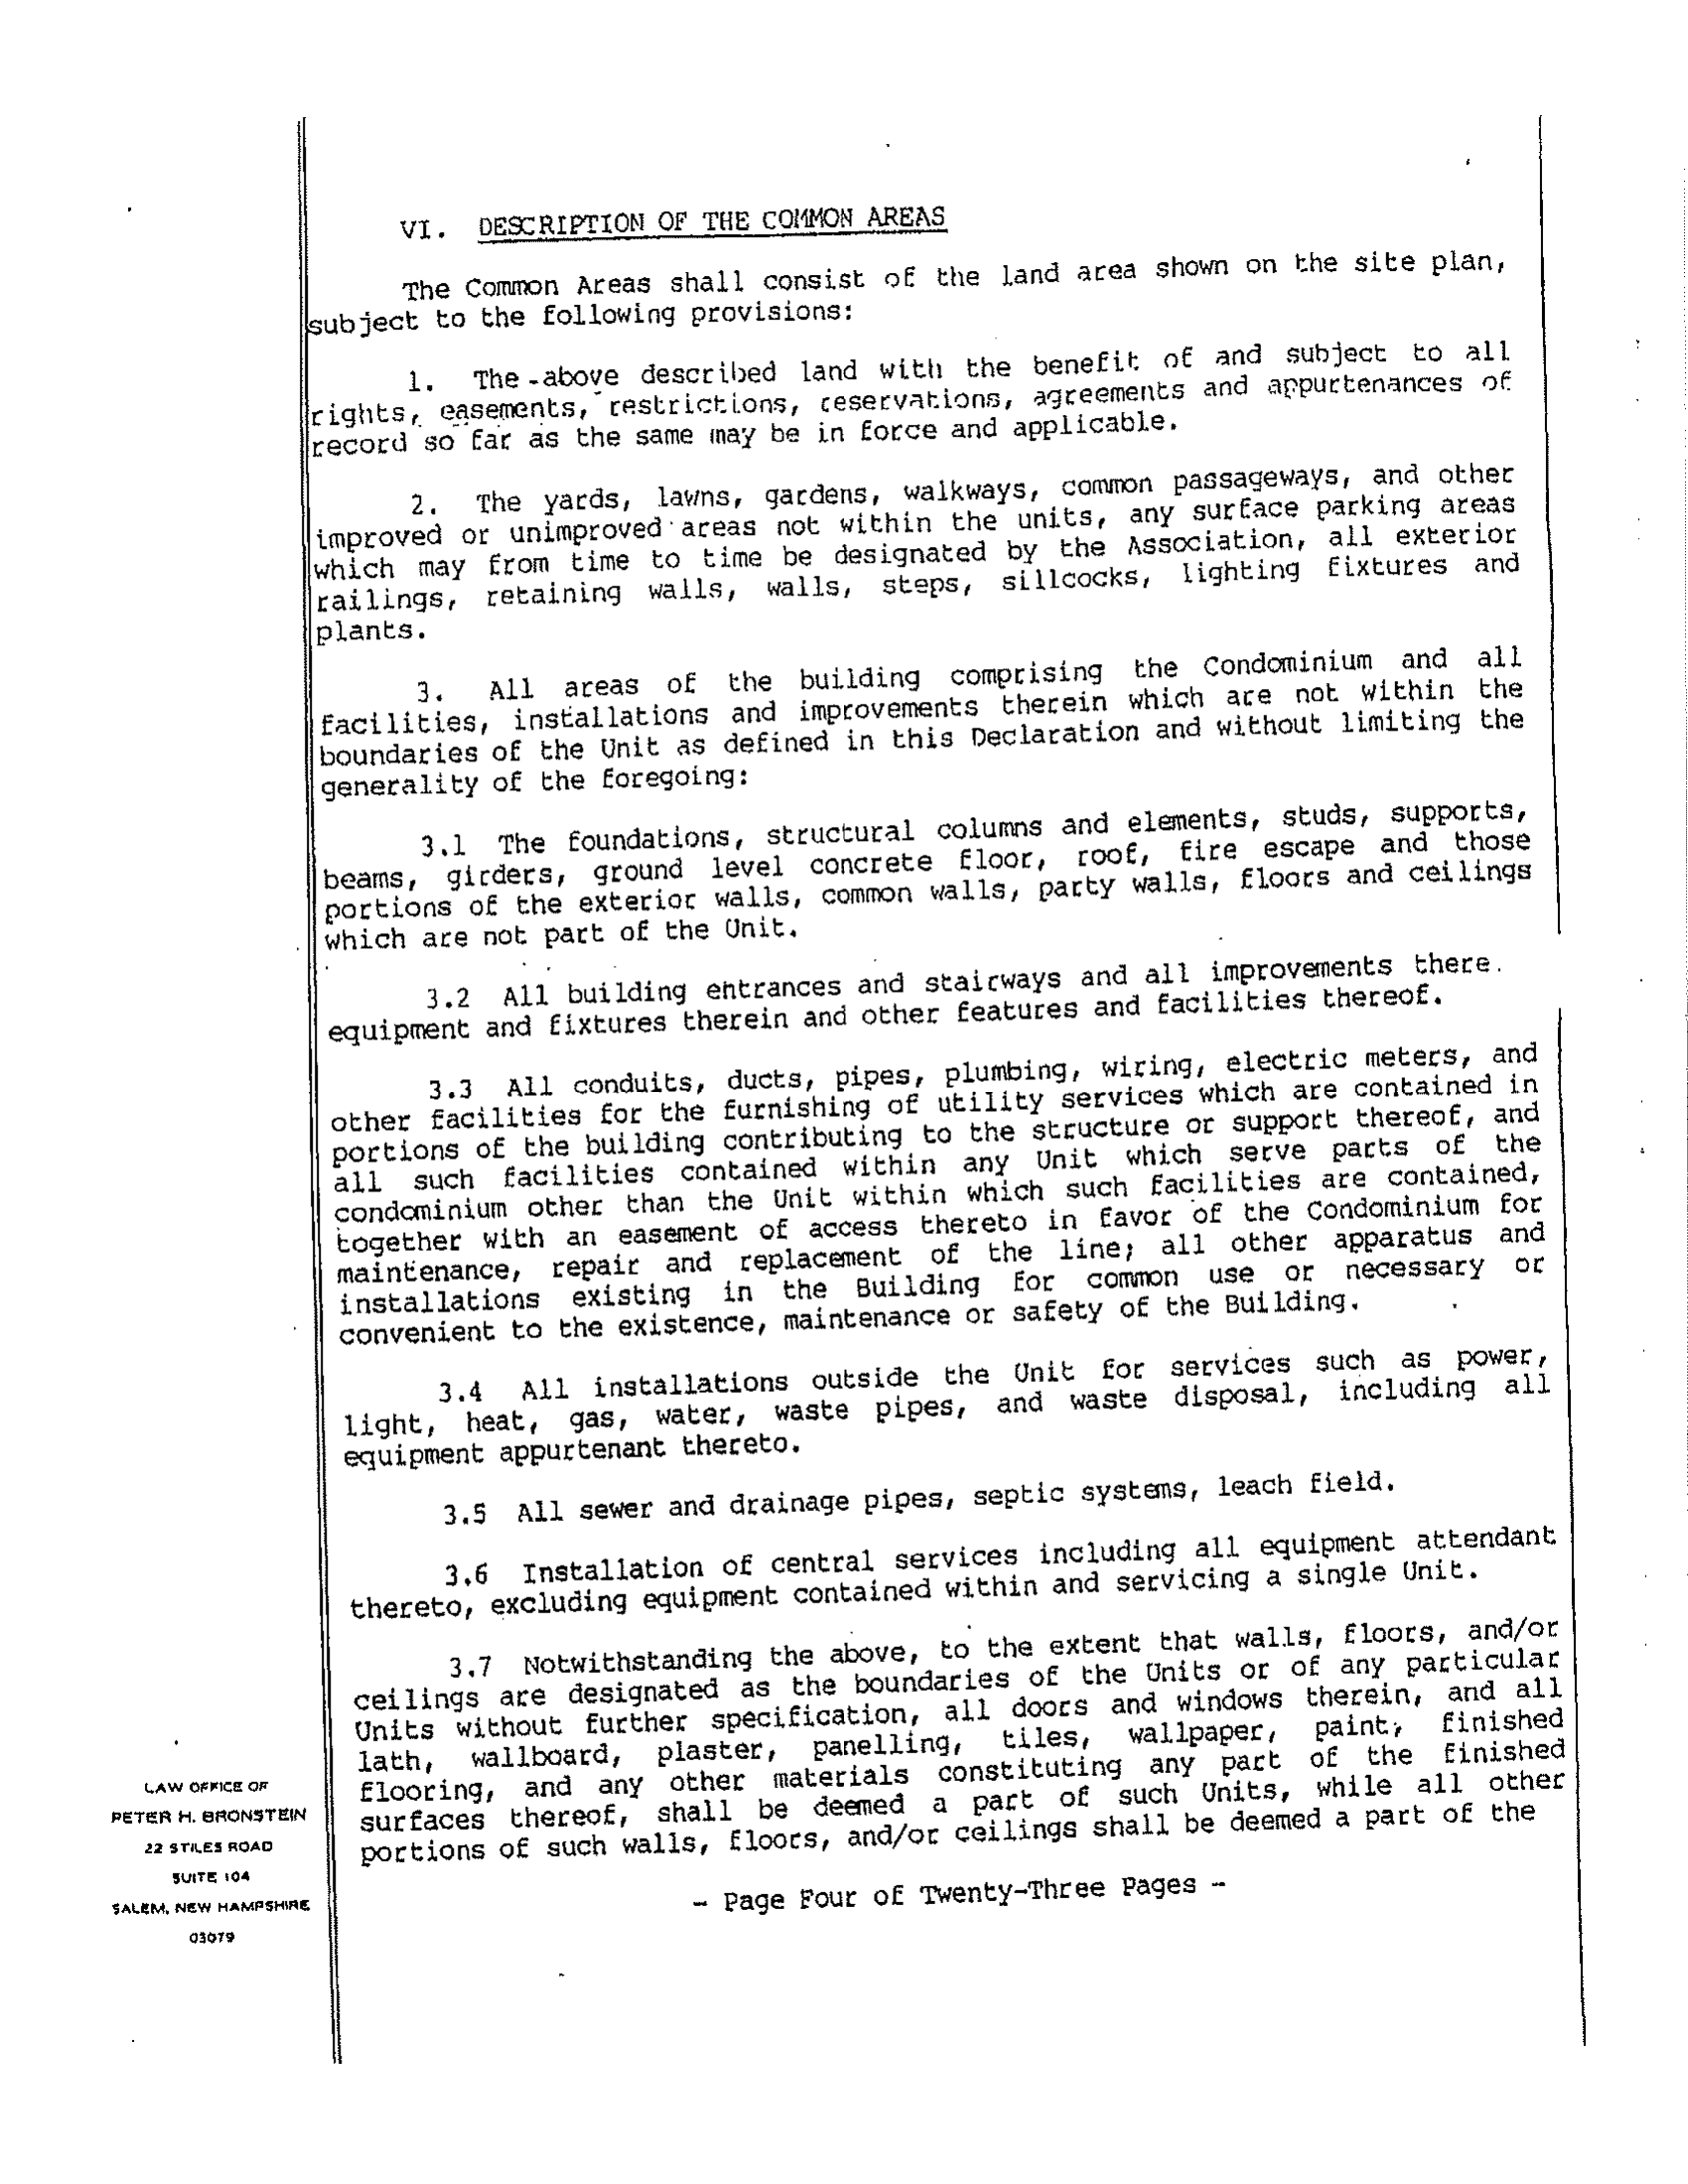 VI. DESCRIPTION OF THE COMMON AREAS
The Common Areas shall consist of the land area shown on the site plan,
subject to the following provisions:
1. The above described land with the benefit of and subject to all
rights, easements, restrictions, reservations, agreements and appurtenances of
record so far as the same may be in force and applicable.
2. The yards, lawns, gardens, walkways, common passageways, and other
improved or unimproved areas not within the units, any surface parking areas
which may from time to time be designated by the Association, all exterior
railings, retaining walls, walls, steps, sillcocks, lighting fixtures and
plants.
3. All areas of the building comprising the Condominium and all
facilities, installations and improvements therein which are not within the
boundaries of the Unit as defined in this Declaration and without limiting the
generality of the foregoing:
3.1 The foundations, structural columns and elements, studs, supports,
beams, girders, ground level concrete floor, roof, fire escape and those
portions of the exterior walls, common walls, party walls, floors and ceilings
which are not part of the Unit.
3.2 All building entrances and stairways and all improvements there.
equipment and fixtures therein and other features and facilities thereof.
3.3 All conduits, ducts, pipes, plumbing, wiring, electric meters, and
other facilities for the furnishing of utility services which are contained in
portions of the building contributing to the structure or support thereof, and
all such facilities contained within any Unit which serve parts of the
condominium other than the Unit within which such facilities are contained,
together with an easement of access thereto in favor of the Condominium for
maintenance, repair and replacement of the line; all other apparatus and
installations existing in the Building for common use or necessary or
convenient to the existence, maintenance or safety of the Building.
3.4 All installations outside the Unit for services such as power,
light, heat, gas, water, waste pipes, and waste disposal, including all
equipment appurtenant thereto.
3.5 All sewer and drainage pipes, septic systems, leach field.
3.6 Installation of central services including all equipment attendant
thereto, excluding equipment contained within and servicing a single Unit.
3.7 Notwithstanding the above, to the extent that walls, floors, and/or
ceilings are designated as the boundaries of the Units or of any particular
Units without further specification, all doors and windows therein, and all
lath, wallboard, plaster, panelling, tiles, wallpaper, paint, finished
flooring, and any other materials constituting any part of the finished
surfaces thereof, shall be deemed a part of such Units, while all other
portions of such walls, floors, and/or ceilings shall be deemed a part of the
- Page Four of Twenty-Three Pages -
LAW OFFICE OF
PETER H. BRONSTEIN
22 STILES ROAD
SUITE 104
SALEM, NEW HAMPSHIRE
03079